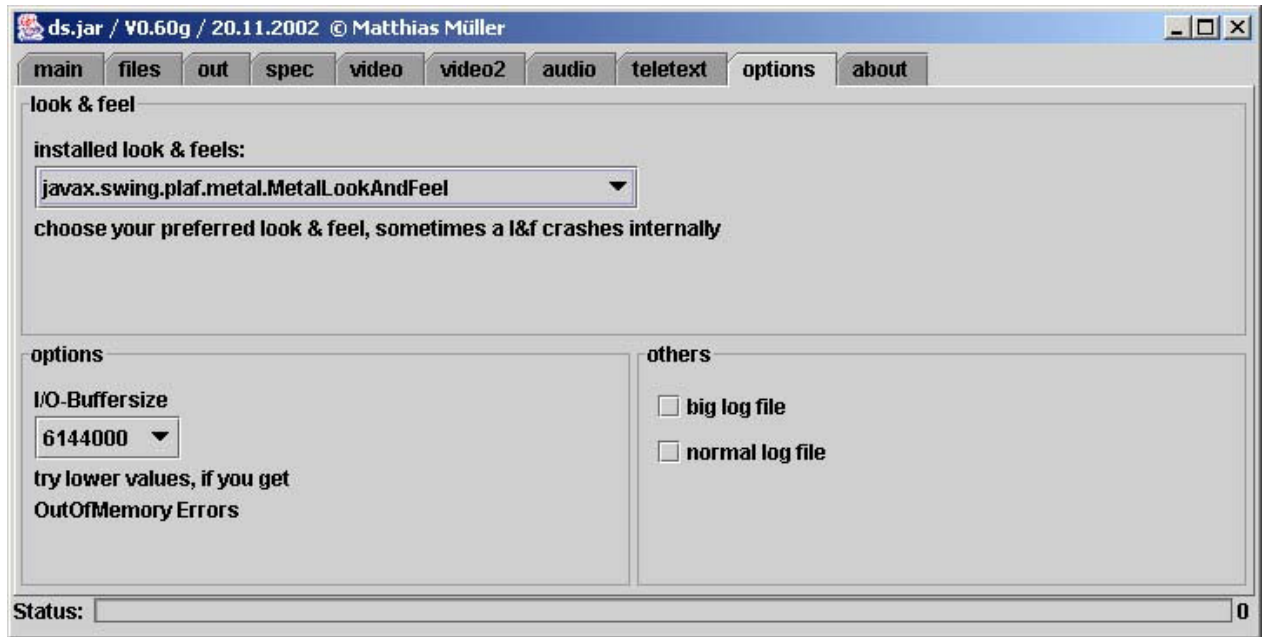 ds.jar / V0.60g / 20.11.2002 © Matthias Müller
main files out spec video video2 audio teletext options about
look & feel
installed look & feels:
javax.swing.plaf.metal.MetalLookAndFeel
choose your preferred look & feel, sometimes a l&f crashes internally
options
I/O-Buffersize
6144000
try lower values, if you get
OutOfMemory Errors
others
big log file
normal log file
Status: 0